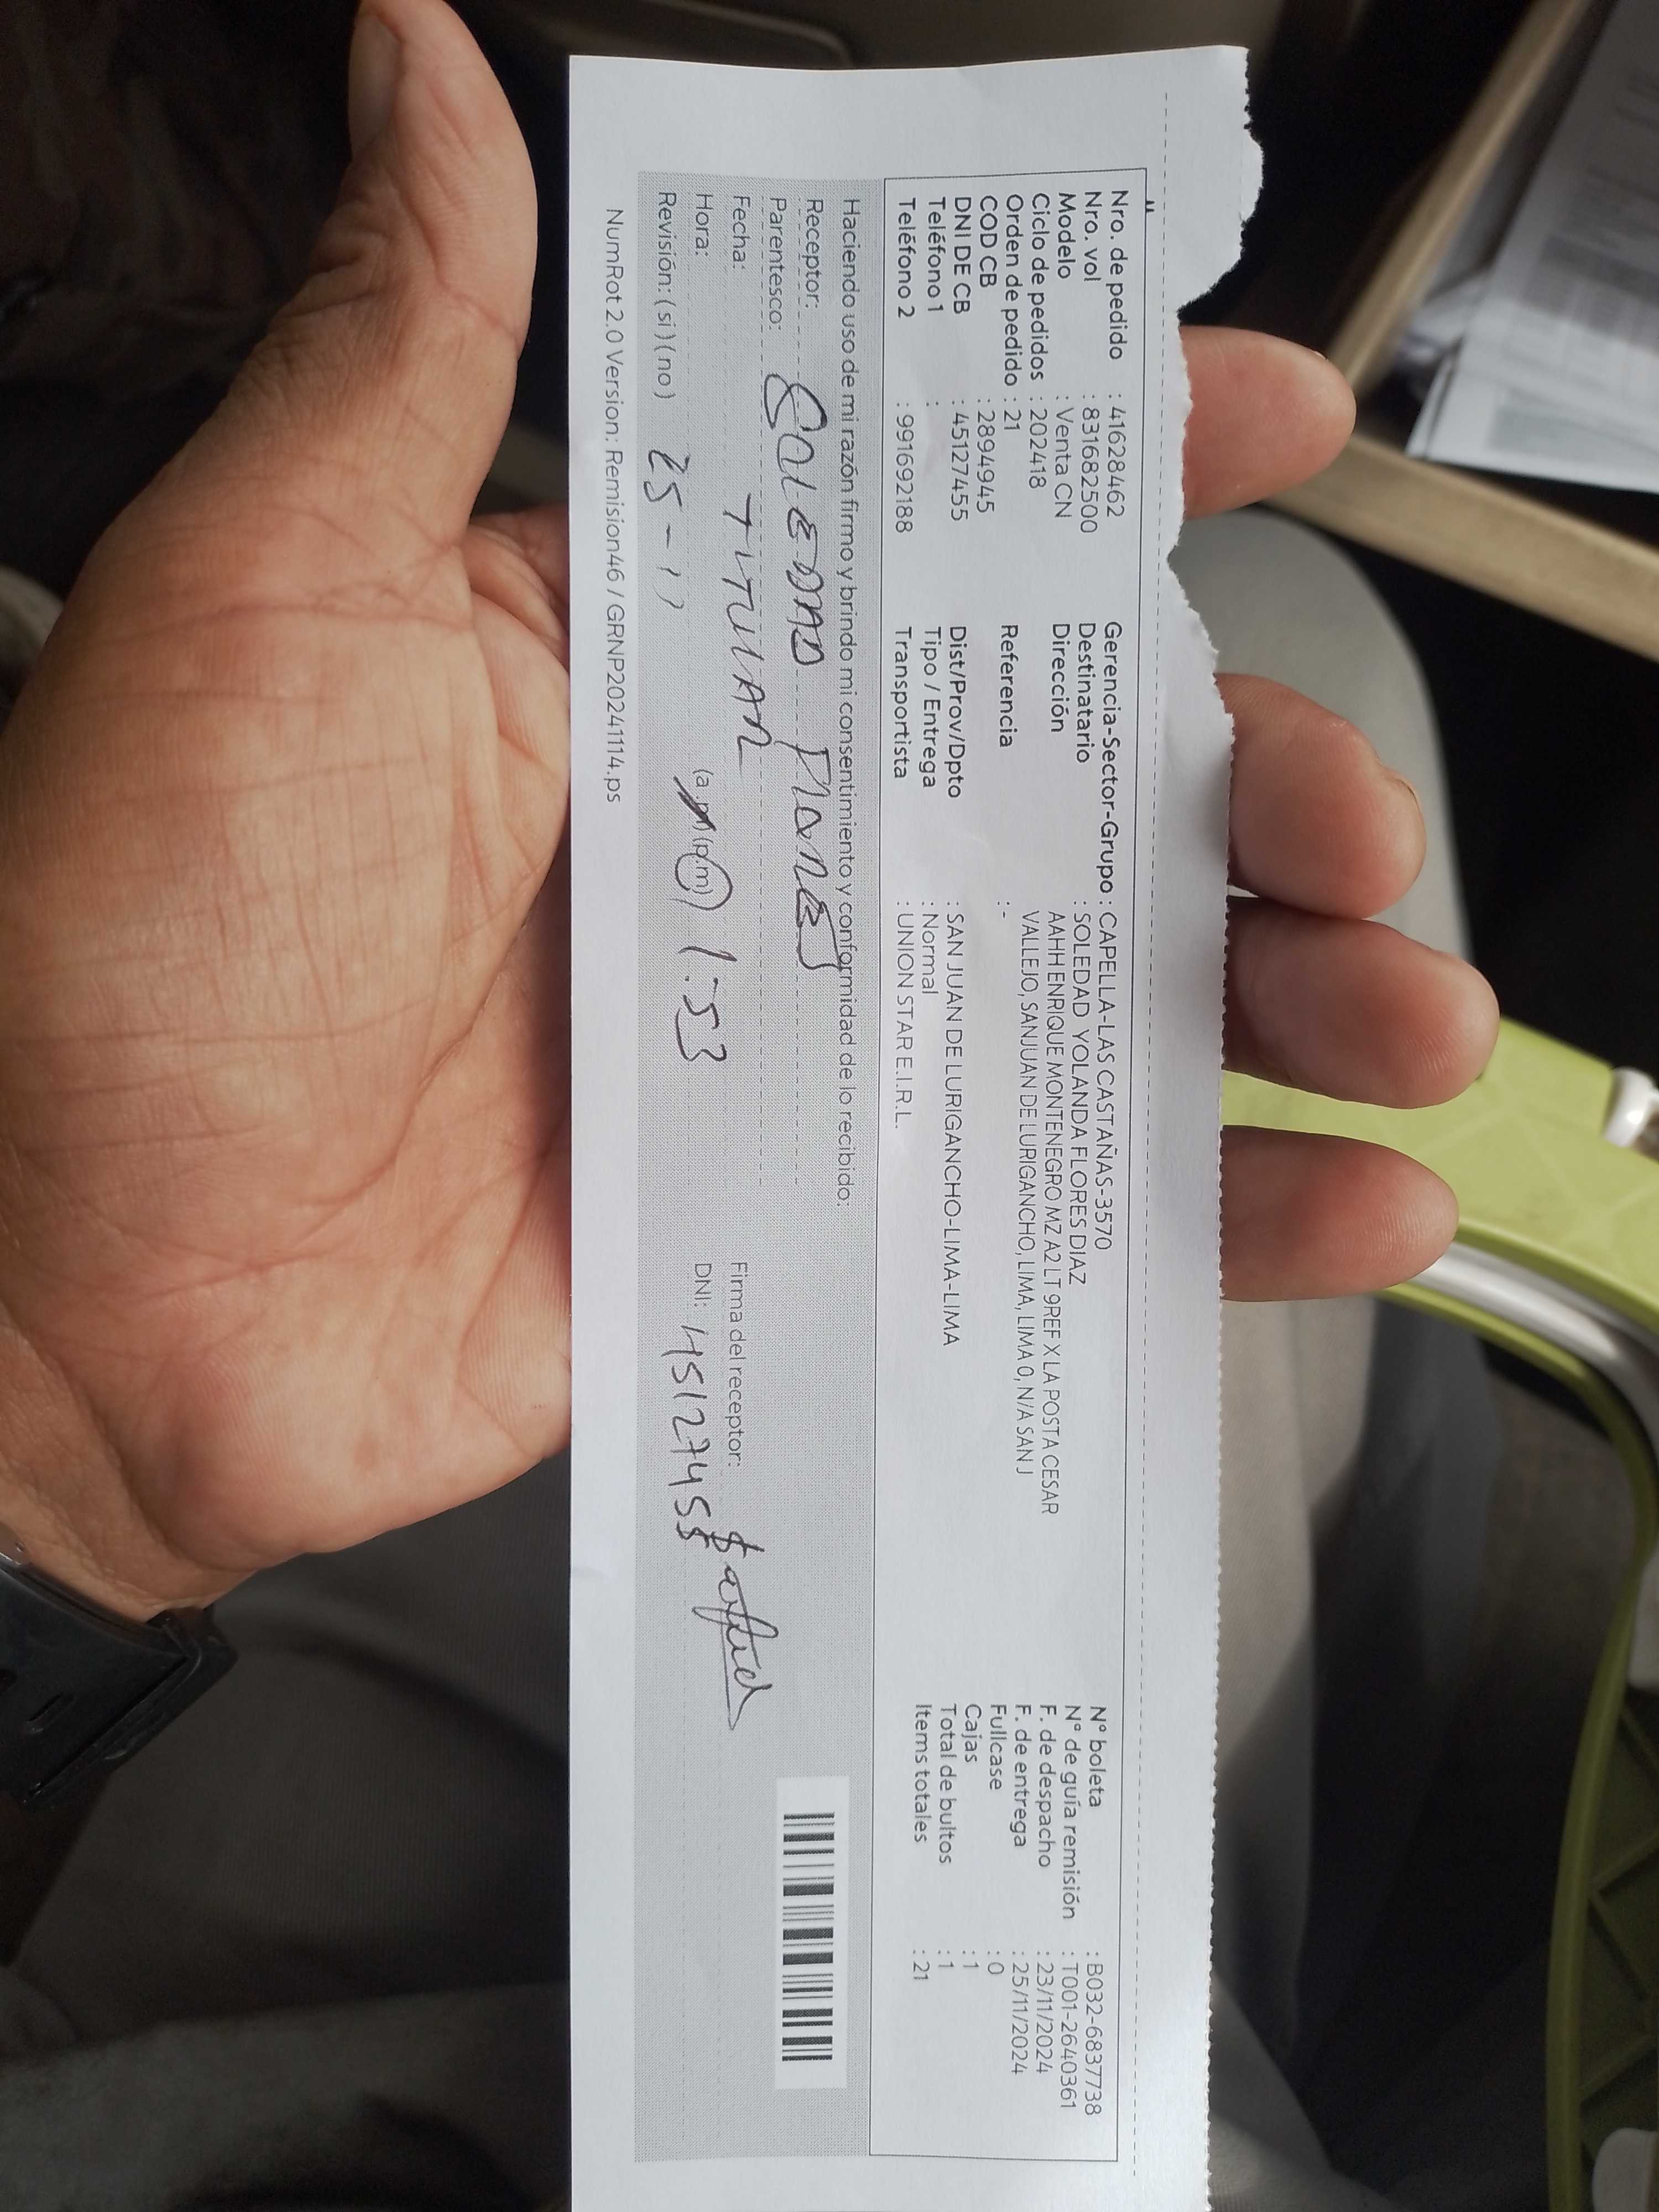 Nro. de pedido : 41628462
Nro. vol : 831682500
Modelo : Venta CN
Ciclo de pedidos : 202418
Orden de pedido : 21
COD CB : 2894945
DNI DE CB : 45127455
Teléfono 1 :
Teléfono 2 : 991692188
Gerencia-Sector-Grupo : CAPELLA-LAS CASTAÑAS-3570
Destinatario : SOLEDAD YOLANDA FLORES DIAZ
Dirección AAHH ENRIQUE MONTENEGRO MZ A2 LT 9REF X LA POSTA CESAR
VALLEJO, SANJUAN DE LURIGANCHO, LIMA, LIMA 0, N/A SAN J
Referencia :-
Dist/Prov/Dpto : SAN JUAN DE LURIGANCHO-LIMA-LIMA
Tipo / Entrega : Normal
Transportista : UNION STAR E.I.R.L.
N° boleta : B032-6837738
N° de guía remisión : T001-2640361
F. de despacho : 23/11/2024
F. de entrega : 25/11/2024
Fullcase : 0
Cajas : 1
Total de bultos : 1
Items totales : 21
Haciendo uso de mi razón firmo y brindo mi consentimiento y conformidad de lo recibido:
Receptor: SOLEDAD Flores
Parentesco: TITULAR
Fecha:
Hora: (a.m) (p.m) 1:53
Revisión: (si) (no) 25-11
Firma del receptor:
DNI: 45127455
NumRot 2.0 Version: Remision46 / GRNP20241114.ps